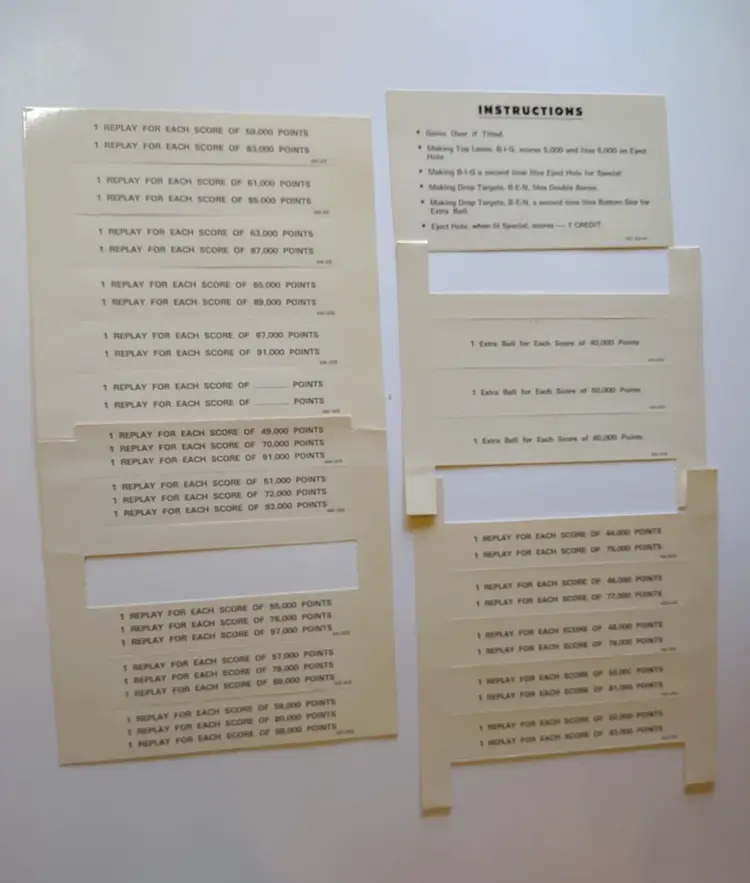 1 REPLAY FOR EACH SCORE OF 59,000 POINTS
1 REPLAY FOR EACH SCORE OF 83,000 POINTS
1 REPLAY FOR EACH SCORE OF 61,000 POINTS
1 REPLAY FOR EACH SCORE OF 85,000 POINTS
1 REPLAY FOR EACH SCORE OF 63,000 POINTS
1 REPLAY FOR EACH SCORE OF 87,000 POINTS
1 REPLAY FOR EACH SCORE OF 65,000 POINTS
1 REPLAY FOR EACH SCORE OF 89,000 POINTS
1 REPLAY FOR EACH SCORE OF 67,000 POINTS
1 REPLAY FOR EACH SCORE OF 91,000 POINTS
1 REPLAY FOR EACH SCORE OF ______ POINTS
1 REPLAY FOR EACH SCORE OF ______ POINTS
1 REPLAY FOR EACH SCORE OF 49,000 POINTS
1 REPLAY FOR EACH SCORE OF 70,000 POINTS
1 REPLAY FOR EACH SCORE OF 91,000 POINTS
1 REPLAY FOR EACH SCORE OF 51,000 POINTS
1 REPLAY FOR EACH SCORE OF 72,000 POINTS
1 REPLAY FOR EACH SCORE OF 93,000 POINTS
1 REPLAY FOR EACH SCORE OF 55,000 POINTS
1 REPLAY FOR EACH SCORE OF 76,000 POINTS
1 REPLAY FOR EACH SCORE OF 97,000 POINTS
1 REPLAY FOR EACH SCORE OF 57,000 POINTS
1 REPLAY FOR EACH SCORE OF POINTS
1 REPLAY FOR EACH SCORE OF POINTS
1 REPLAY FOR EACH SCORE OF POINTS
1 REPLAY FOR EACH SCORE OF POINTS
1 REPLAY FOR EACH SCORE OF POINTS
INSTRUCTIONS
• Game Over if Tilted.
• Making Top Lanes, B-I-G, scores 5,000 and lites 5,000 on Eject
Hole.
• Making B-I-G a second time lites Eject Hole for Special.
• Making Drop Targets, B-E-N, lites Double Bonus.
• Making Drop Targets, B-E-N, a second time lites Bottom Star for
Extra Ball.
• Eject Hole, when lit Special, scores — 1 CREDIT.
1 Extra Ball for Each Score of 40,000 Points
1 Extra Ball for Each Score of 50,000 Points
1 Extra Ball for Each Score of 60,000 Points
1 REPLAY FOR EACH SCORE OF 44,000 POINTS
1 REPLAY FOR EACH SCORE OF 75,000 POINTS
1 REPLAY FOR EACH SCORE OF 46,000 POINTS
1 REPLAY FOR EACH SCORE OF 77,000 POINTS
1 REPLAY FOR EACH SCORE OF 48,000 POINTS
1 REPLAY FOR EACH SCORE OF 79,000 POINTS
1 REPLAY FOR EACH SCORE OF POINTS
1 REPLAY FOR EACH SCORE OF 81,000 POINTS
1 REPLAY FOR EACH SCORE OF POINTS
1 REPLAY FOR EACH SCORE OF 83,000 POINTS